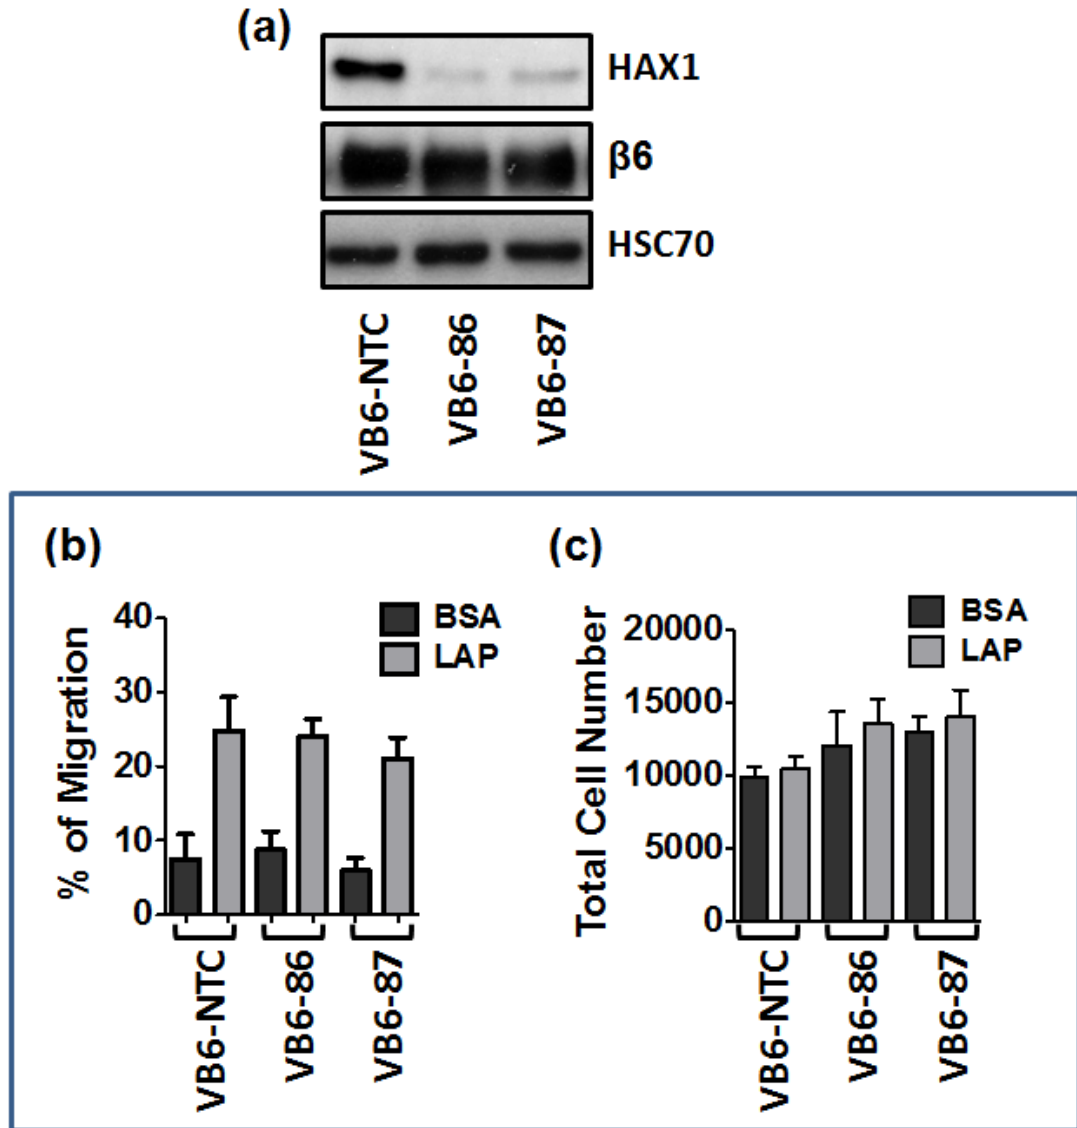 (a)
HAX1
β6
HSC70
VB6-NTC
VB6-86
VB6-87
(b)
BSA
LAP
% of Migration
40
30
20
10
0
VB6-NTC
VB6-86
VB6-87
(c)
BSA
LAP
Total Cell Number
20000
15000
10000
5000
0
VB6-NTC
VB6-86
VB6-87